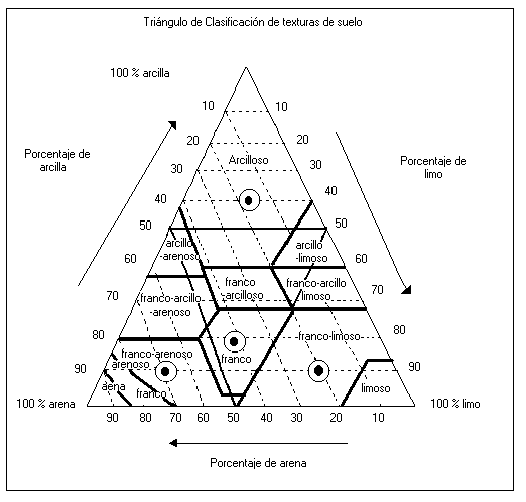 Triángulo de Clasificación de texturas de suelo
100 % arcilla
10
10
20
20
Porcentaje de
arcilla
Arcilloso
Porcentaje de
limo
30
30
40
40
50
50
arcillo
-arenoso
arcillo
-limoso
60
60
franco
-arcilloso
franco-arcillo
limoso
70
70
franco-arcillo
-arenoso
80
80
franco-limoso
franco-arenoso
franco
90
90
arenoso
aena
franco
limoso
100 % arena
100 % limo
90
80
70
60
50
40
30
20
10
Porcentaje de arena